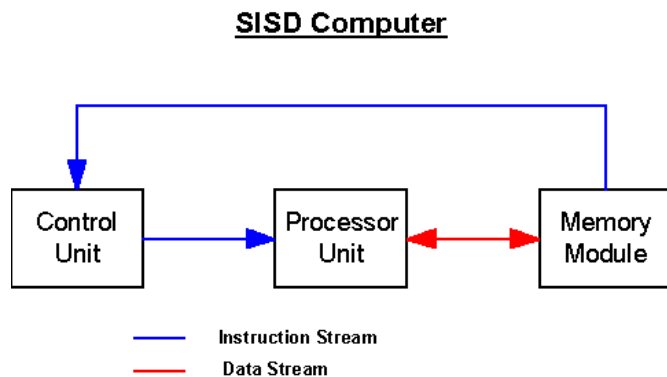 SISD Computer
Control
Unit
Processor
Unit
Memory
Module
Instruction Stream
Data Stream